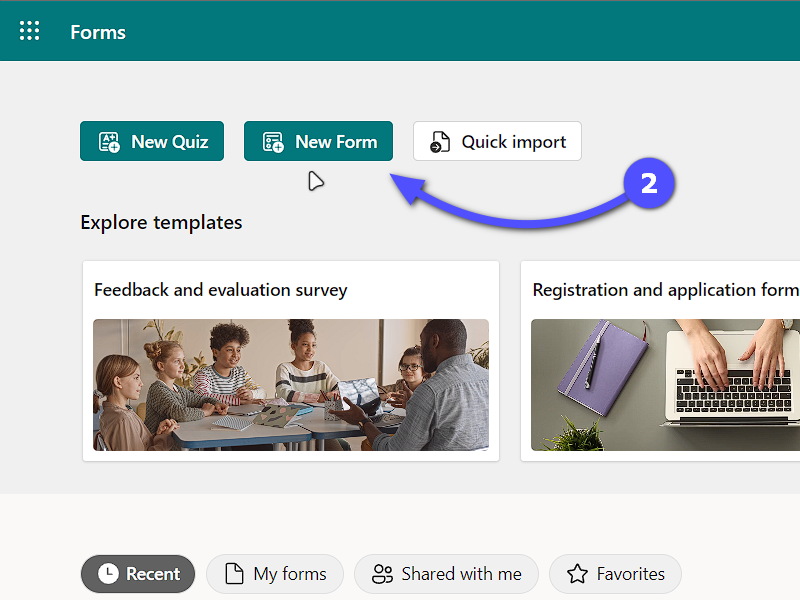 Forms
New Quiz
New Form
Quick import
2
Explore templates
Feedback and evaluation survey
Registration and application form
Recent
My forms
Shared with me
Favorites